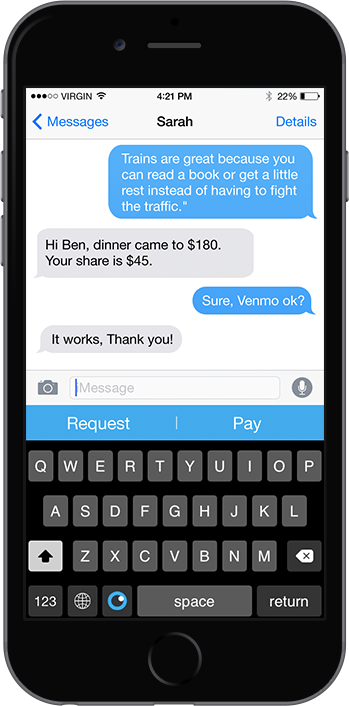 VIRGIN 4:21 PM 22%
Messages Sarah Details
Trains are great because you
can read a book or get a little
rest instead of having to fight
the traffic."
Hi Ben, dinner came to $180.
Your share is $45.
Sure, Venmo ok?
It works, Thank you!
Message
Request | Pay
Q W E R T Y U I O P
A S D F G H J K L
Z X C V B N M
123 space return